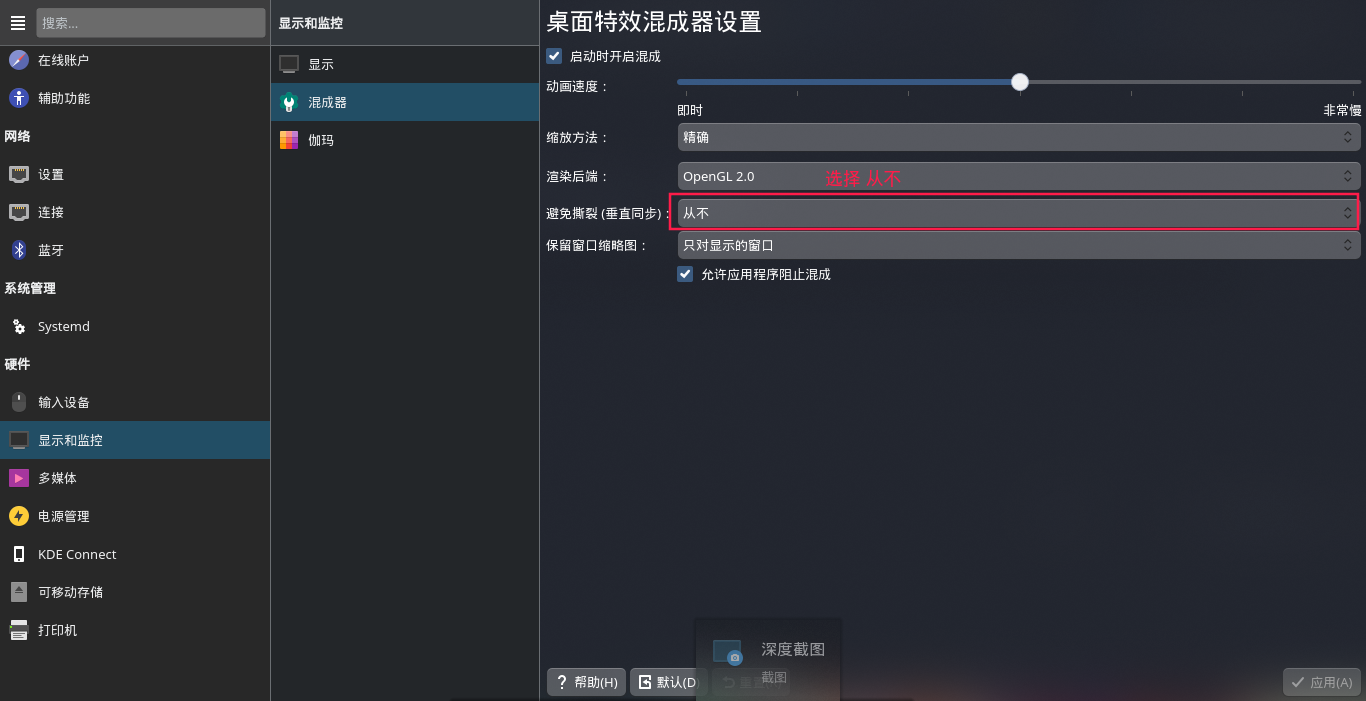 搜索...
在线账户
辅助功能
网络
设置
连接
蓝牙
系统管理
Systemd
硬件
输入设备
显示和监控
多媒体
电源管理
KDE Connect
可移动存储
打印机
显示和监控
显示
混成器
伽玛
桌面特效混成器设置
启动时开启混成
动画速度：
即时 非常慢
缩放方法： 精确
渲染后端： OpenGL 2.0 选择 从不
避免撕裂 (垂直同步)： 从不
保留窗口缩略图： 只对显示的窗口
允许应用程序阻止混成
深度截图
截图
帮助(H) 默认(D) 应用(A)